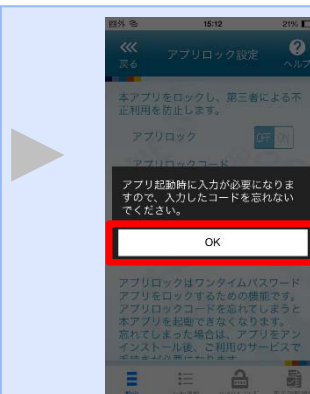 圏外
15:12
21%
戻る
アプリロック設定
?
ヘルプ
本アプリをロックし、第三者による不
正利用を防止します。
アプリロック
OFF ON
アプリロックコード
アプリ起動時に入力が必要になりま
すので、入力したコードを忘れない
でください。
OK
アプリロックはワンタイムパスワード
アプリをロックするための機能です。
アプリロックコードを忘れてしまうと
本アプリを起動できなくなります。
忘れてしまった場合は、アプリをアン
インストール後、ご利用のサービスで